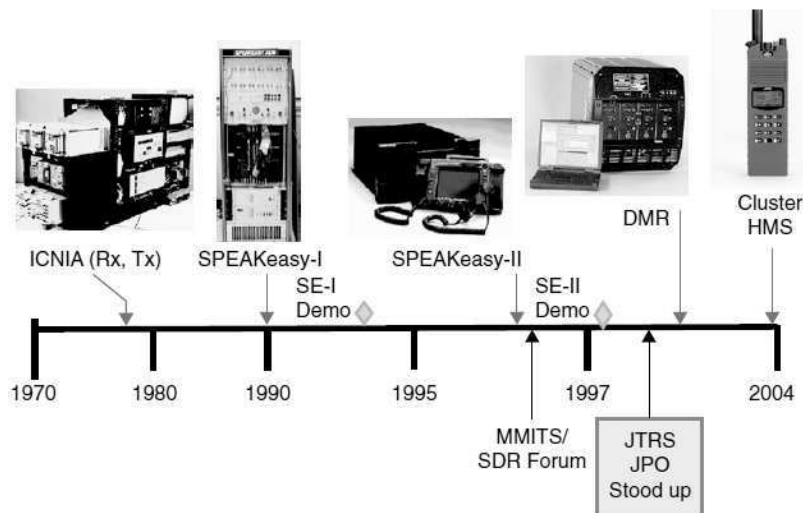 ICNIA (Rx, Tx)
SPEAKeasy-I
SPEAKeasy-II
DMR
Cluster
HMS
SE-I
Demo
SE-II
Demo
1970
1980
1990
1995
1997
2004
MMITS/
SDR Forum
JTRS
JPO
Stood up